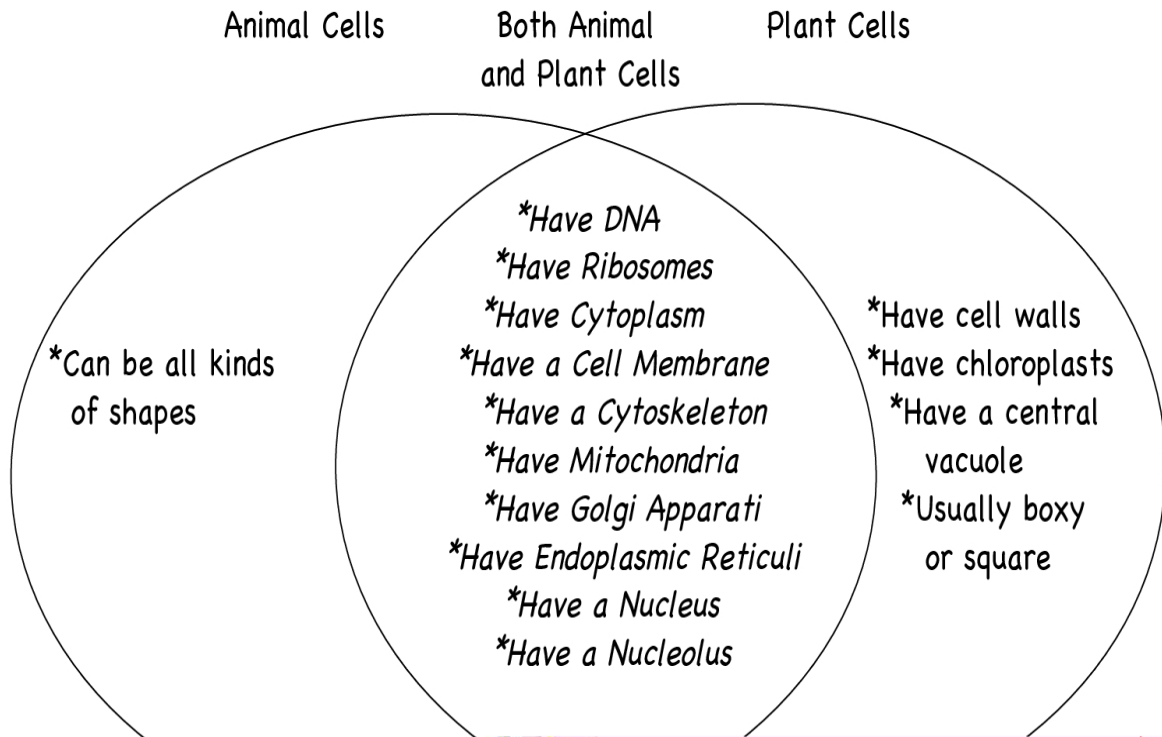 Animal Cells
Both Animal
and Plant Cells
Plant Cells
*Can be all kinds
of shapes
*Have DNA
*Have Ribosomes
*Have Cytoplasm
*Have a Cell Membrane
*Have a Cytoskeleton
*Have Mitochondria
*Have Golgi Apparati
*Have Endoplasmic Reticuli
*Have a Nucleus
*Have a Nucleolus
*Have cell walls
*Have chloroplasts
*Have a central
vacuole
*Usually boxy
or square